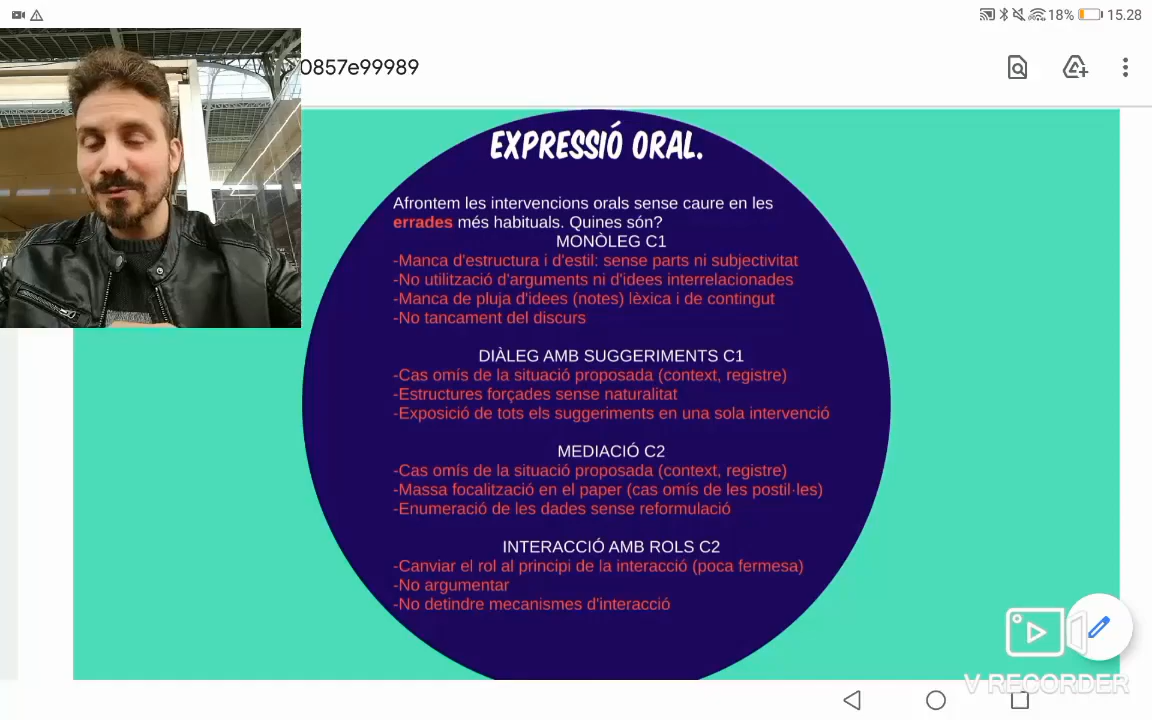 18% 15.28
0857e99989
EXPRESSIÓ ORAL.
Afrontem les intervencions orals sense caure en les
errades més habituals. Quines són?
MONÒLEG C1
-Manca d'estructura i d'estil: sense parts ni subjectivitat
-No utilització d'arguments ni d'idees interrelacionades
-Manca de pluja d'idees (notes) lèxica i de contingut
-No tancament del discurs
DIÀLEG AMB SUGGERIMENTS C1
-Cas omís de la situació proposada (context, registre)
-Estructures forçades sense naturalitat
-Exposició de tots els suggeriments en una sola intervenció
MEDIACIÓ C2
-Cas omís de la situació proposada (context, registre)
-Massa focalització en el paper (cas omís de les postil·les)
-Enumeració de les dades sense reformulació
INTERACCIÓ AMB ROLS C2
-Canviar el rol al principi de la interacció (poca fermesa)
-No argumentar
-No detindre mecanismes d'interacció
V RECORDER